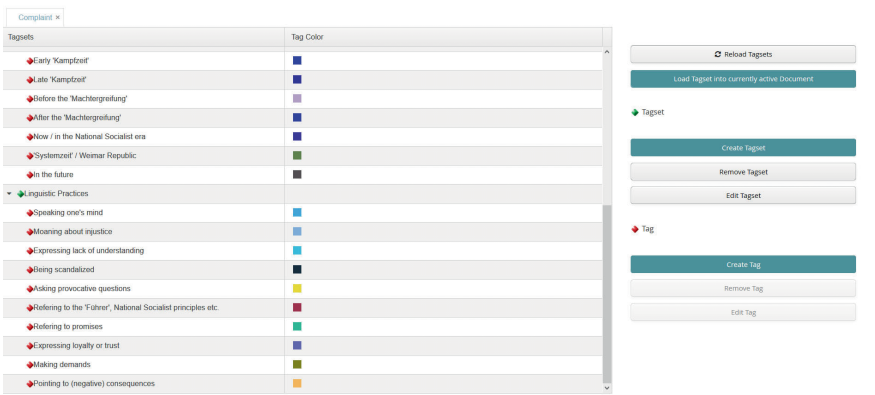 Complaint ×
Tagsets Tag Color
Early 'Kampfzeit'
Late 'Kampfzeit'
Before the 'Machtergreifung'
After the 'Machtergreifung'
Now / in the National Socialist era
'Systemzeit' / Weimar Republic
In the future
Linguistic Practices
Speaking one's mind
Moaning about injustice
Expressing lack of understanding
Being scandalized
Asking provocative questions
Refering to the 'Führer', National Socialist principles etc.
Refering to promises
Expressing loyalty or trust
Making demands
Pointing to (negative) consequences
Reload Tagsets
Load Tagset into currently active Document
Tagset
Create Tagset
Remove Tagset
Edit Tagset
Tag
Create Tag
Remove Tag
Edit Tag